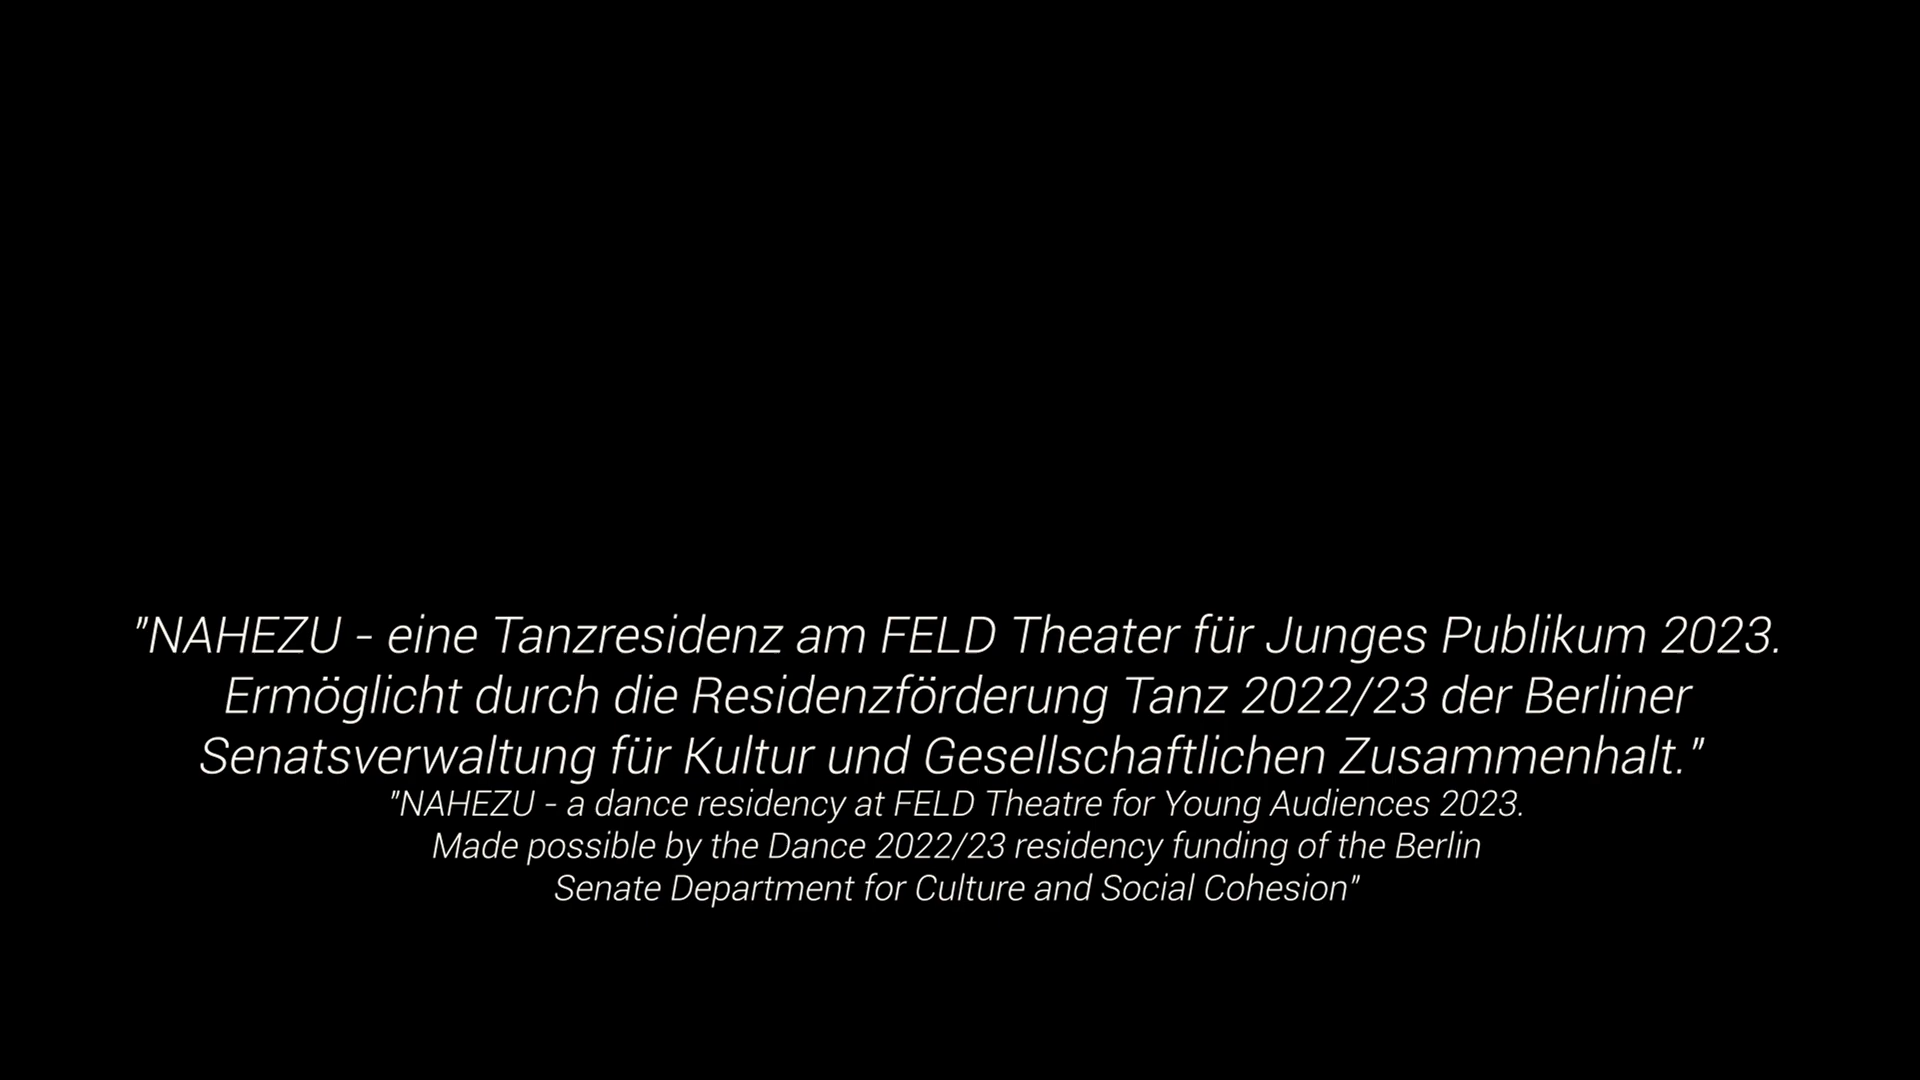 "NAHEZU - eine Tanzresidenz am FELD Theater für Junges Publikum 2023.
Ermöglicht durch die Residenzförderung Tanz 2022/23 der Berliner
Senatsverwaltung für Kultur und Gesellschaftlichen Zusammenhalt."
"NAHEZU - a dance residency at FELD Theatre for Young Audiences 2023.
Made possible by the Dance 2022/23 residency funding of the Berlin
Senate Department for Culture and Social Cohesion"